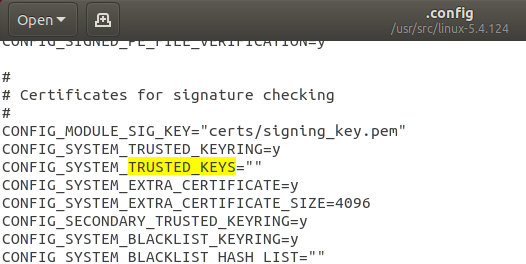 Open
.config
/usr/src/linux-5.4.124
CONFIG_SIGNED_PE_FILE_VERIFICATION=y
#
# Certificates for signature checking
#
CONFIG_MODULE_SIG_KEY="certs/signing_key.pem"
CONFIG_SYSTEM_TRUSTED_KEYRING=y
CONFIG_SYSTEM_TRUSTED_KEYS=""
CONFIG_SYSTEM_EXTRA_CERTIFICATE=y
CONFIG_SYSTEM_EXTRA_CERTIFICATE_SIZE=4096
CONFIG_SECONDARY_TRUSTED_KEYRING=y
CONFIG_SYSTEM_BLACKLIST_KEYRING=y
CONFIG_SYSTEM_BLACKLIST_HASH_LIST=""